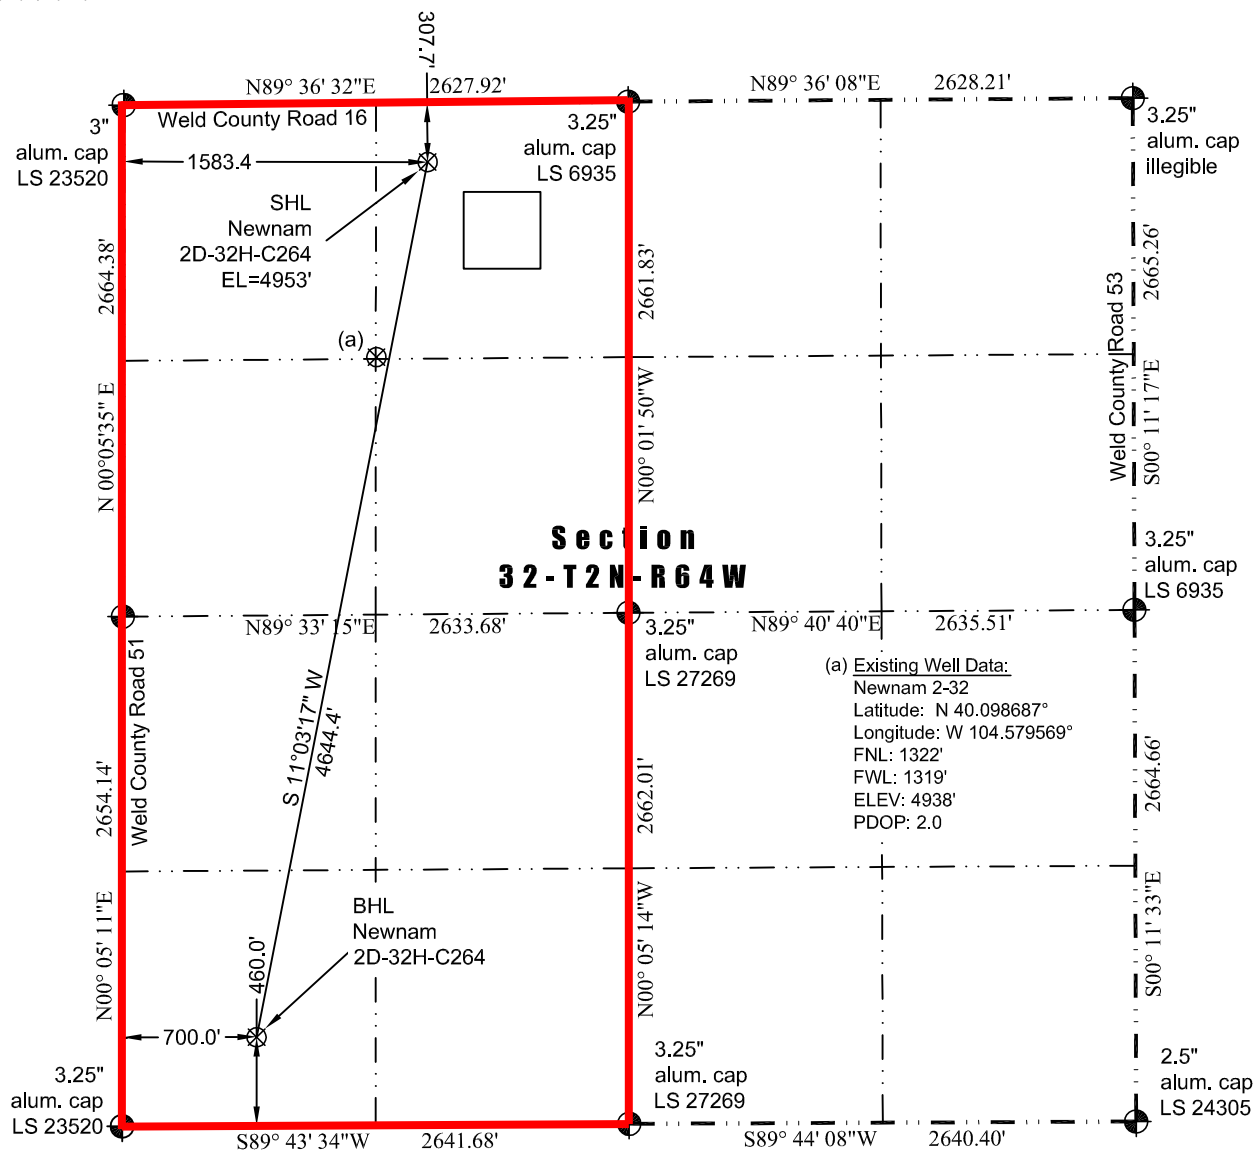 307.7'
N89° 36' 32"E
2627.92'
N89° 36' 08"E
2628.21'
Weld County Road 16
3"
alum. cap
LS 23520
1583.4
3.25"
alum. cap
LS 6935
3.25"
alum. cap
illegible
SHL
Newnam
2D-32H-C264
EL=4953'
2664.38'
2661.83'
2665.26'
Weld County Road 53
(a)
N 00°05'35" E
N00° 01' 50"W
S00° 11' 17"E
Section
32-T2N-R64W
3.25"
alum. cap
LS 6935
N89° 33' 15"E
2633.68'
3.25"
alum. cap
LS 27269
N89° 40' 40"E
2635.51'
Weld County Road 51
S 11°03'17" W
4644.4'
(a) Existing Well Data:
Newnam 2-32
Latitude: N 40.098687°
Longitude: W 104.579569°
FNL: 1322'
FWL: 1319'
ELEV: 4938'
PDOP: 2.0
2654.14'
2662.01'
2664.66'
N00° 05' 11"E
BHL
Newnam
2D-32H-C264
N00° 05' 14"W
S00° 11' 33"E
460.0'
700.0'
3.25"
alum. cap
LS 23520
3.25"
alum. cap
LS 27269
2.5"
alum. cap
LS 24305
S89° 43' 34"W
2641.68'
S89° 44' 08"W
2640.40'